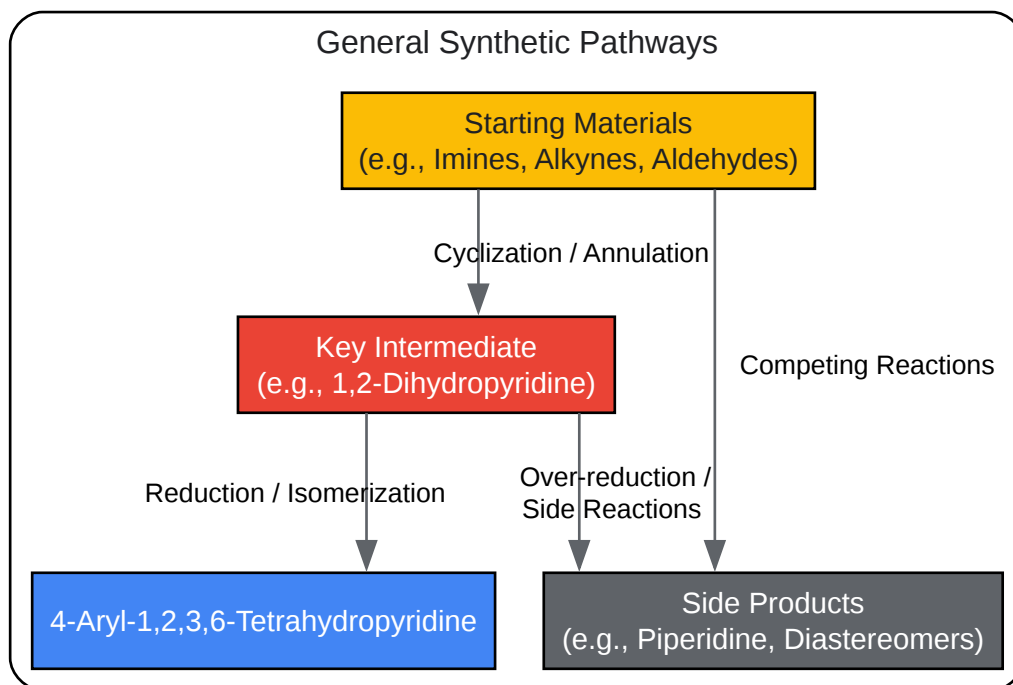 General Synthetic Pathways
Starting Materials
(e.g., Imines, Alkynes, Aldehydes)
Cyclization / Annulation
Key Intermediate
(e.g., 1,2-Dihydropyridine)
Competing Reactions
Reduction / Isomerization
Over-reduction /
Side Reactions
4-Aryl-1,2,3,6-Tetrahydropyridine
Side Products
(e.g., Piperidine, Diastereomers)